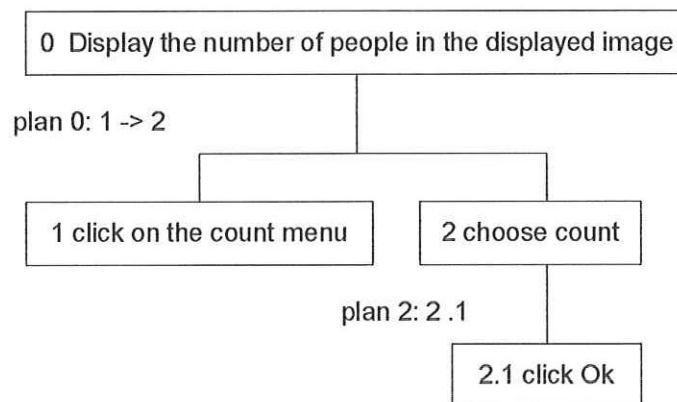 0 Display the number of people in the displayed image
plan 0: 1 -> 2
1 click on the count menu
2 choose count
plan 2: 2 .1
2.1 click Ok